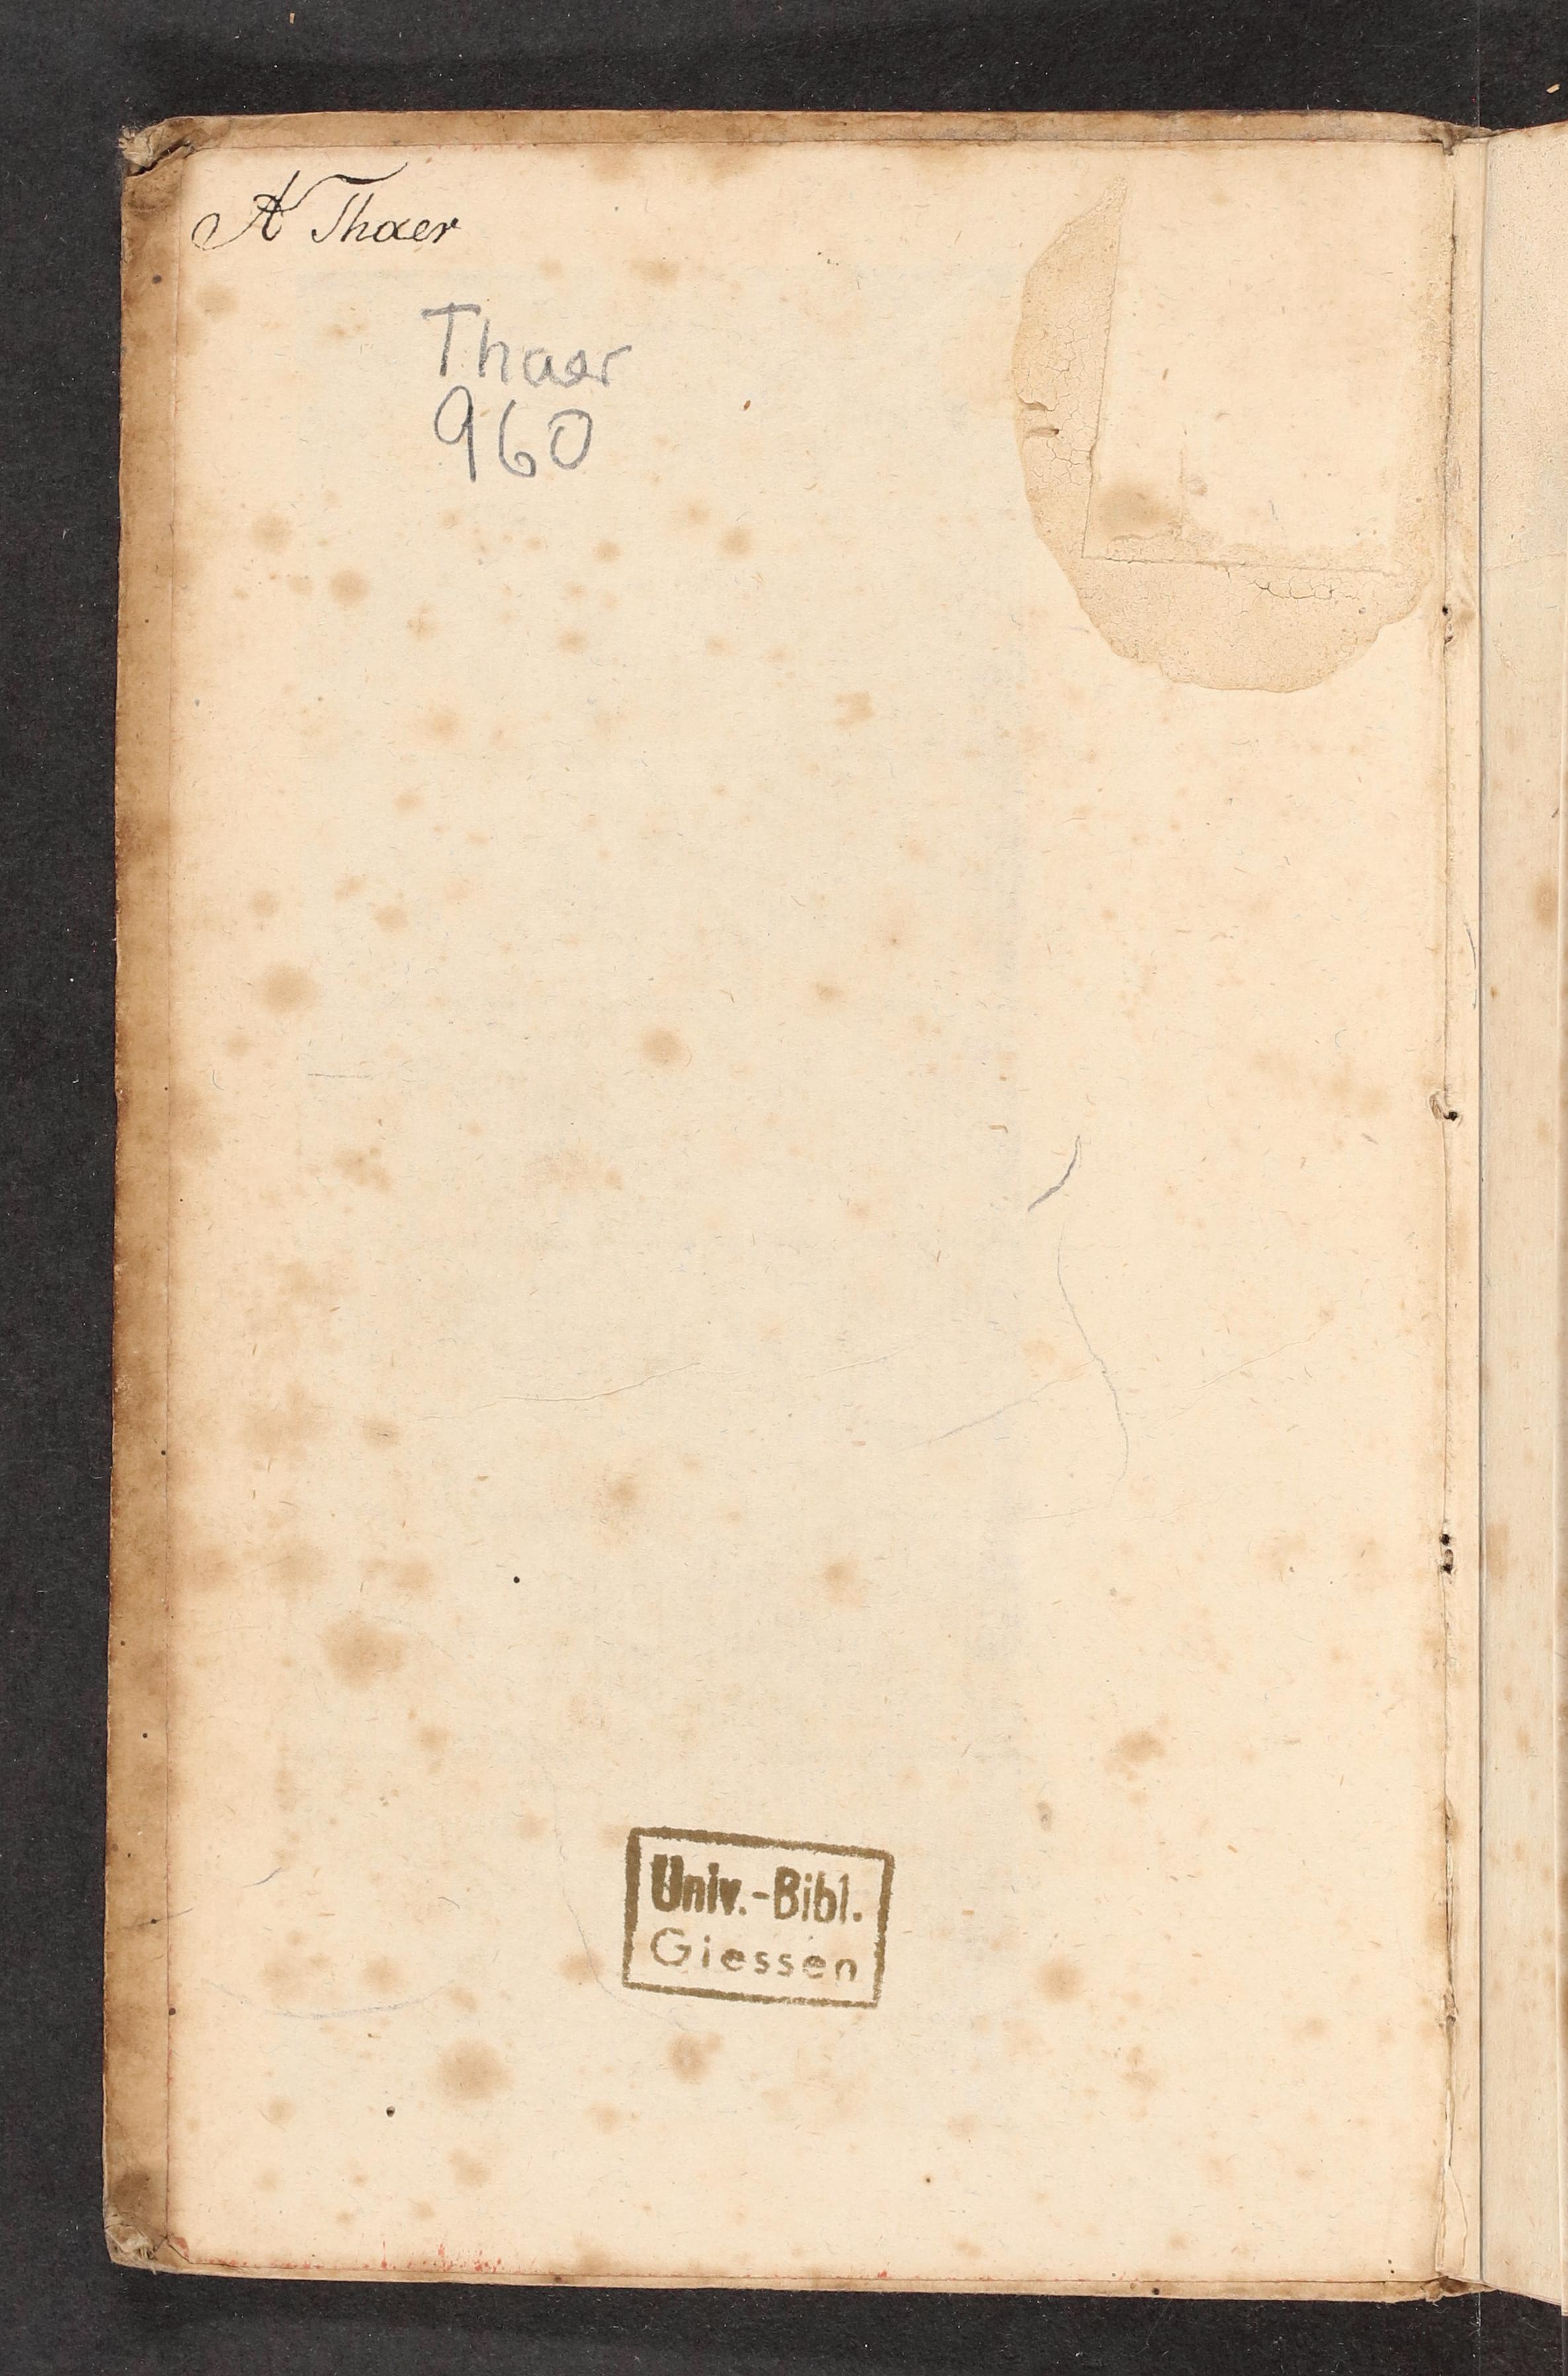 A Thaer
Thaer
960
Univ.-Bibl.
Giessen